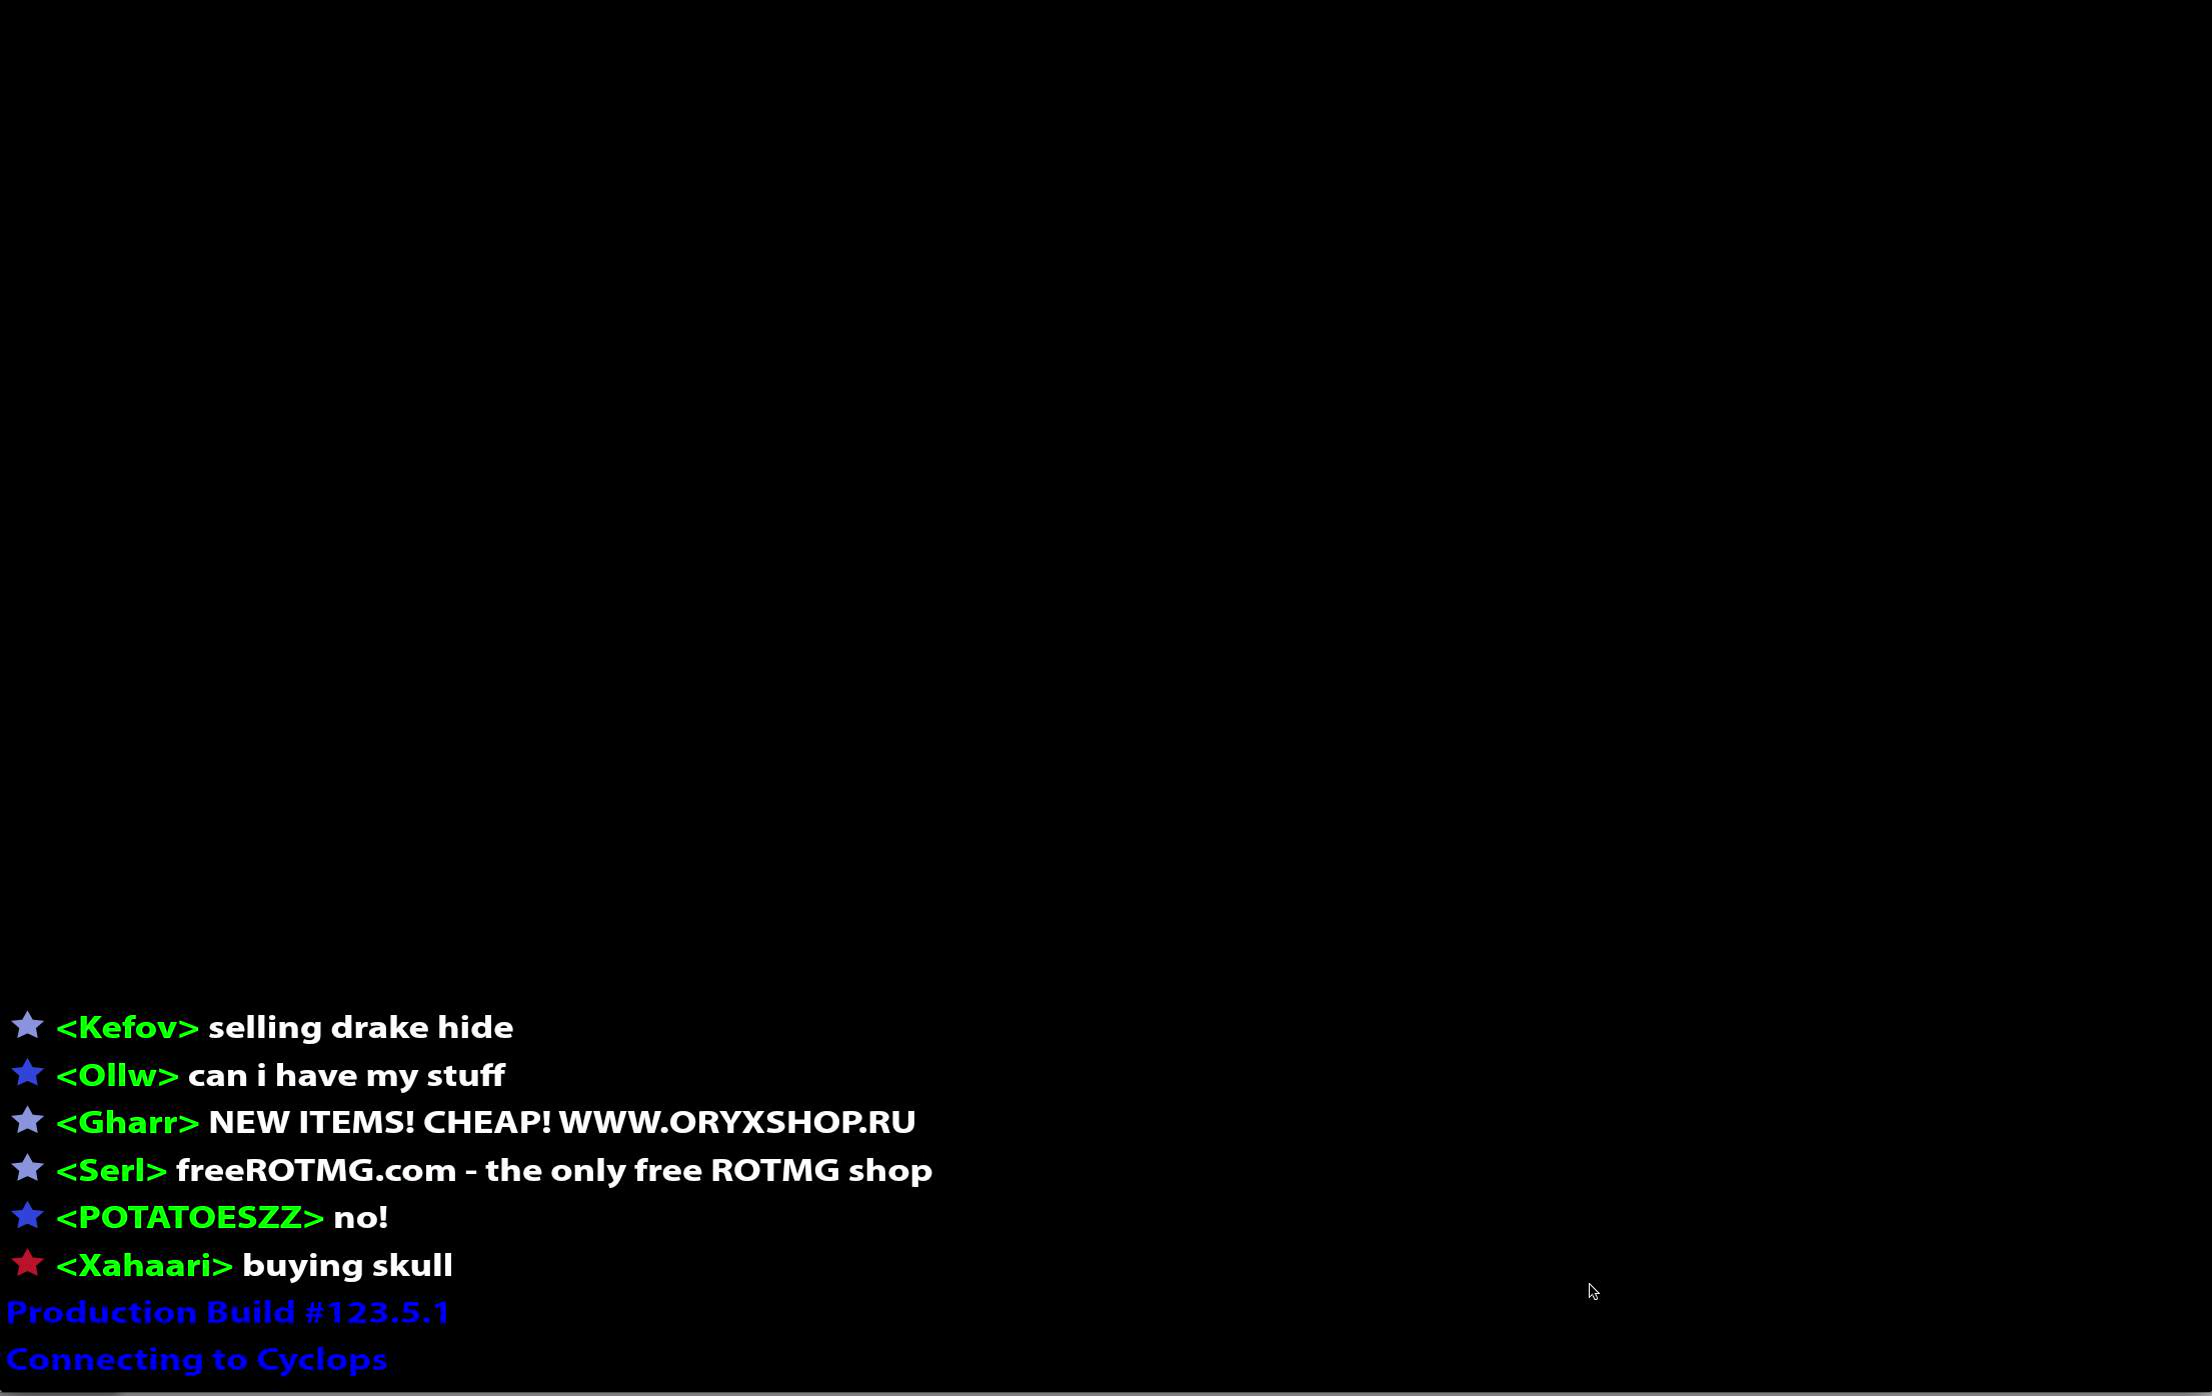 <Kefov> selling drake hide
<Ollw> can i have my stuff
<Gharr> NEW ITEMS! CHEAP! WWW.ORYXSHOP.RU
<Serl> freeROTMG.com - the only free ROTMG shop
<POTATOESZZ> no!
<Xahaari> buying skull
Production Build #123.5.1
Connecting to Cyclops